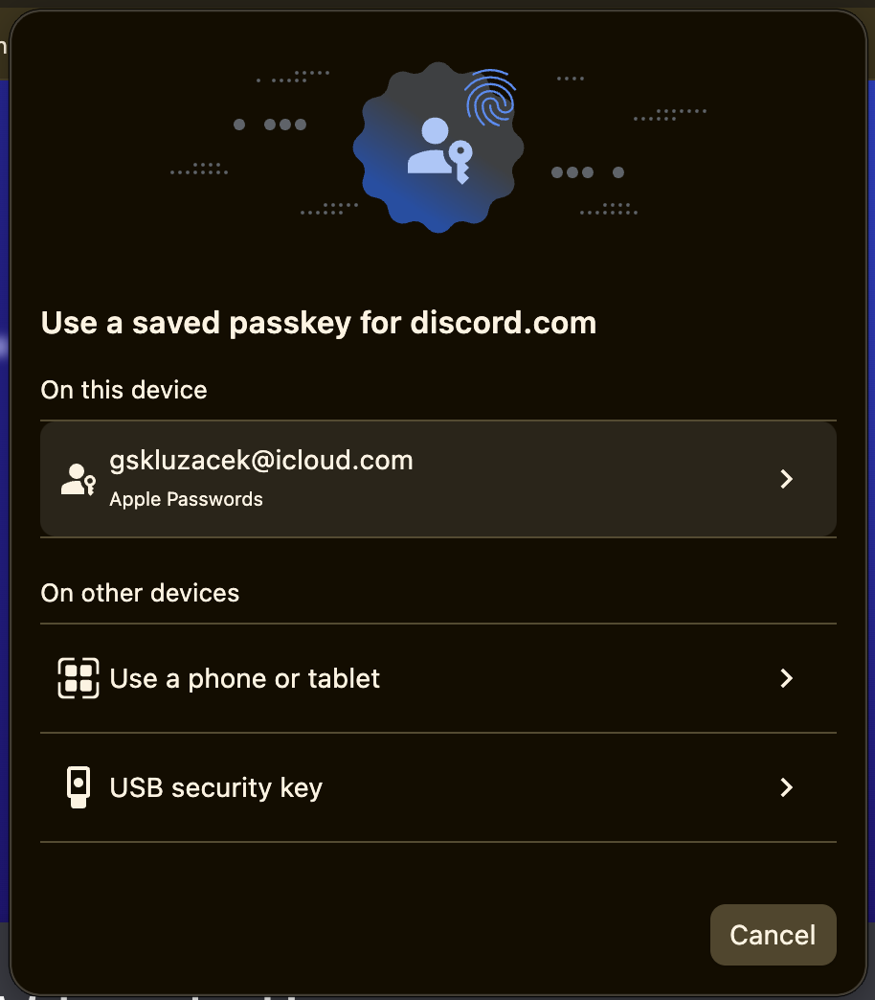 Use a saved passkey for discord.com
On this device
gskluzacek@icloud.com
Apple Passwords
On other devices
Use a phone or tablet
USB security key
Cancel